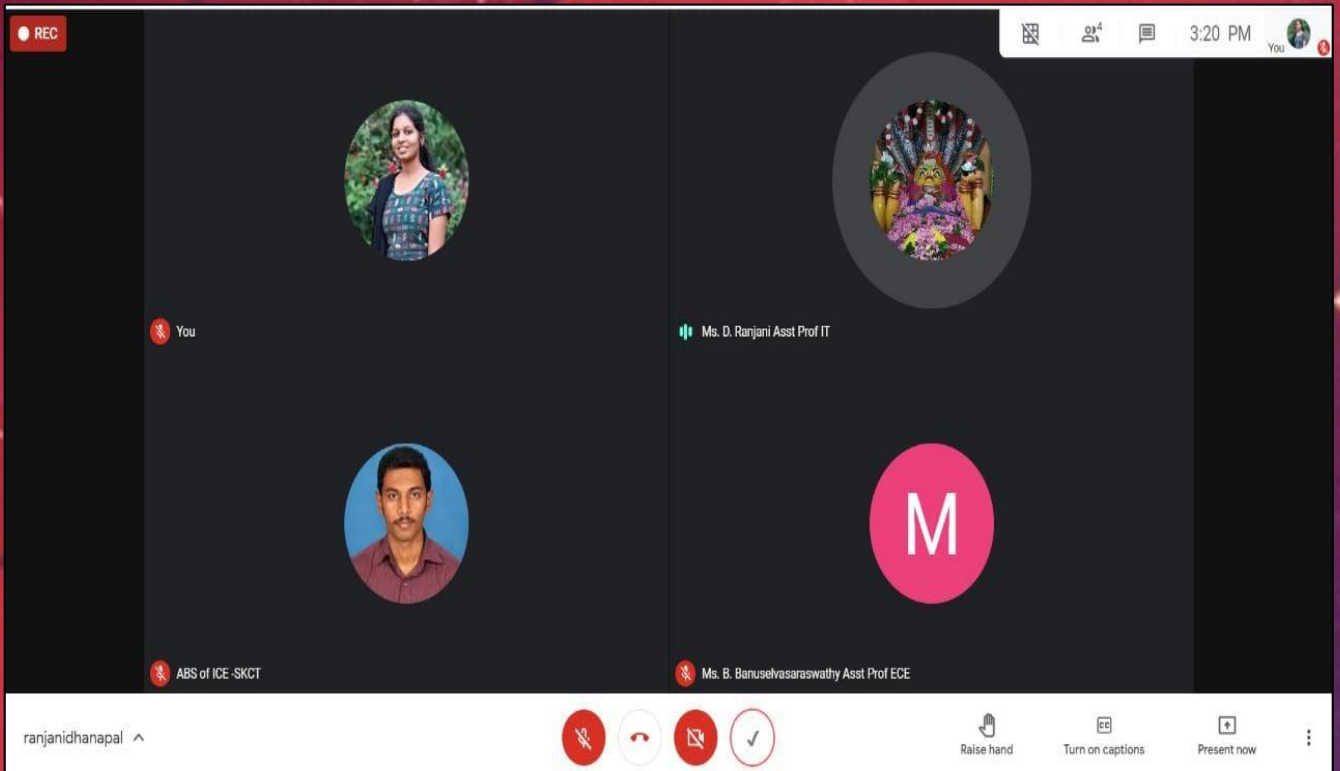 REC
4
3:20 PM
You
You
Ms. D. Ranjani Asst Prof IT
M
ABS of ICE -SKCT
Ms. B. Banuselvasaraswathy Asst Prof ECE
ranjanidhanapal
Raise hand
CC
Turn on captions
Present now